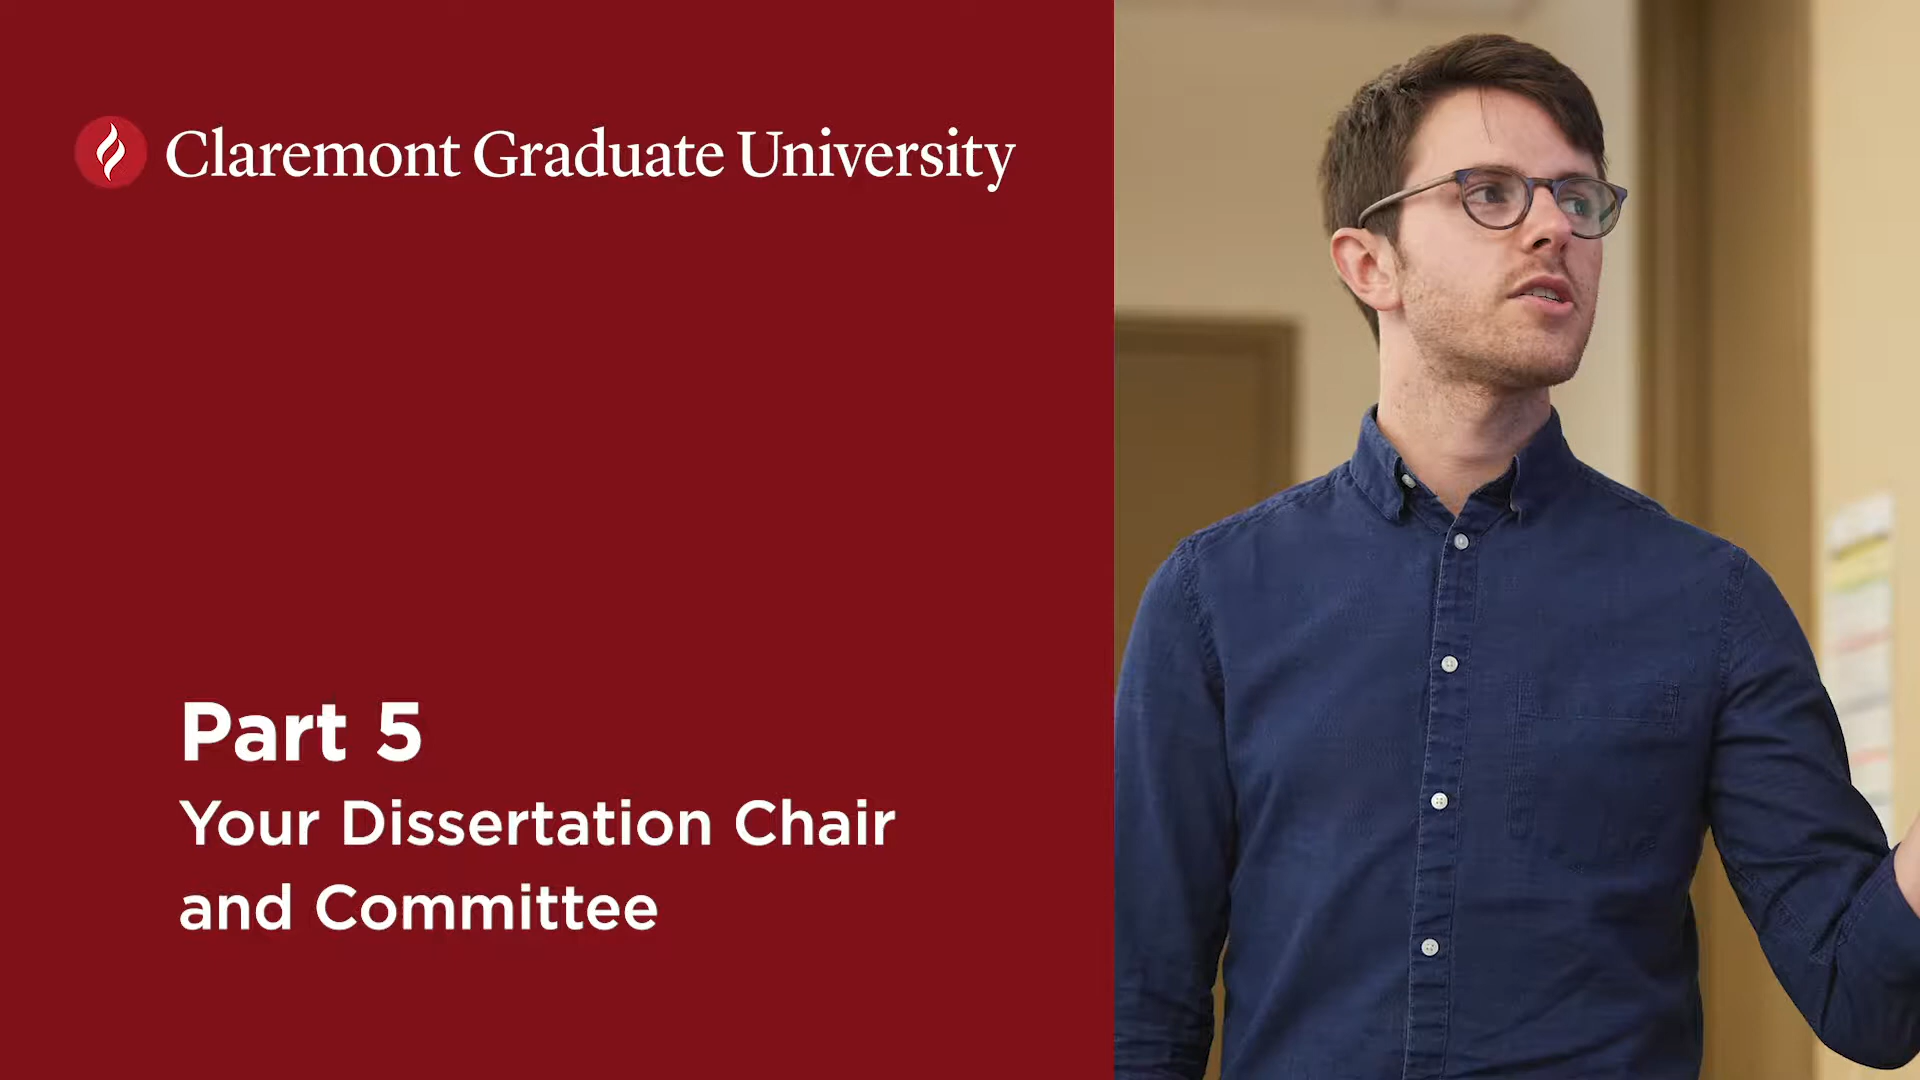 Claremont Graduate University
Part 5
Your Dissertation Chair
and Committee